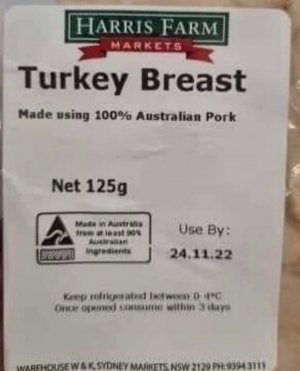 HARRIS FARM
MARKETS
Turkey Breast
Made using 100% Australian Pork
Net 125g
Made in Australia
from at least 90%
Australian
ingredients
Use By:
24.11.22
Keep refrigerated between 0-4°C
Once opened consume within 3 days
WAREHOUSE W & K, SYDNEY MARKETS, NSW 2129 PH: 9394 3111